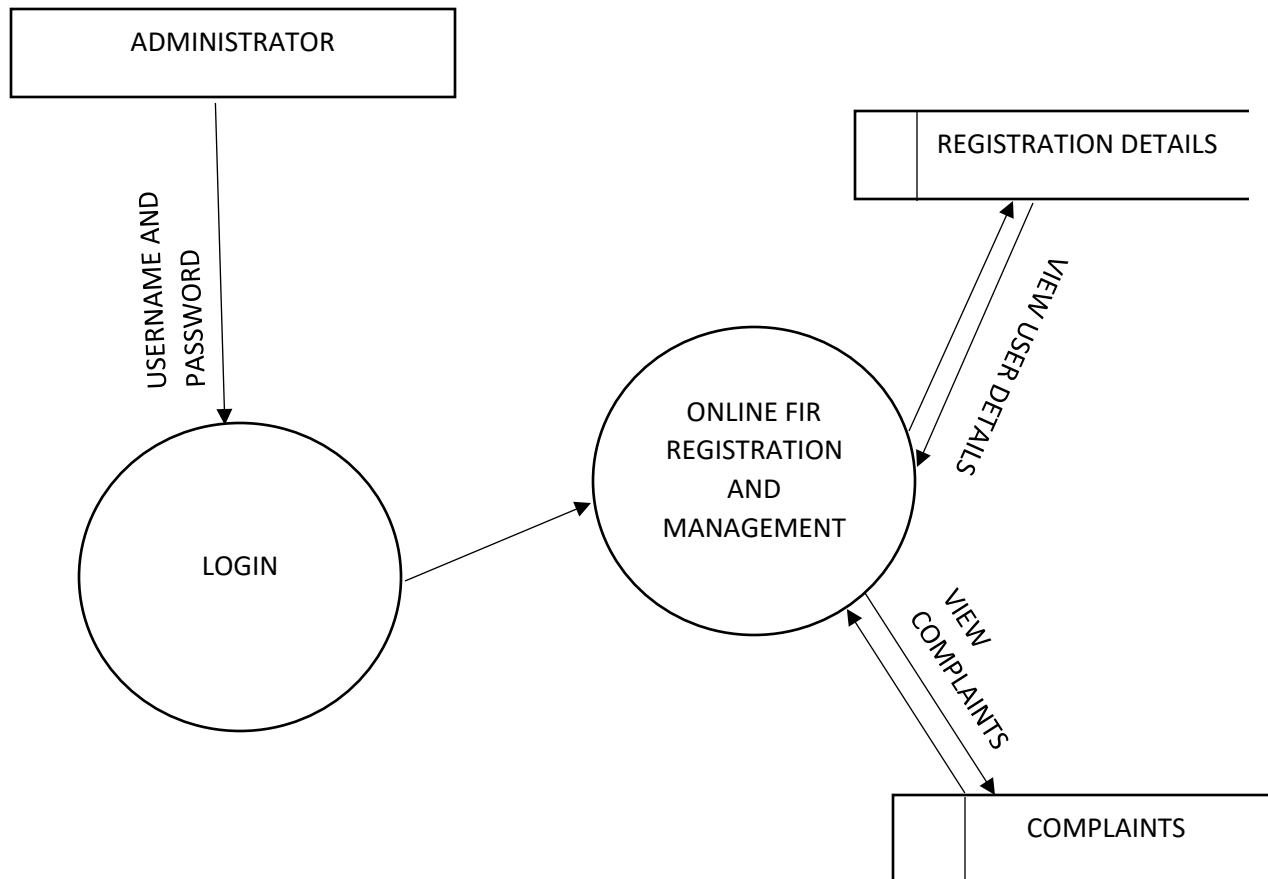 ADMINISTRATOR
REGISTRATION DETAILS
USERNAME AND
PASSWORD
VIEW USER DETAILS
ONLINE FIR
REGISTRATION
AND
MANAGEMENT
LOGIN
VIEW
COMPLAINTS
COMPLAINTS